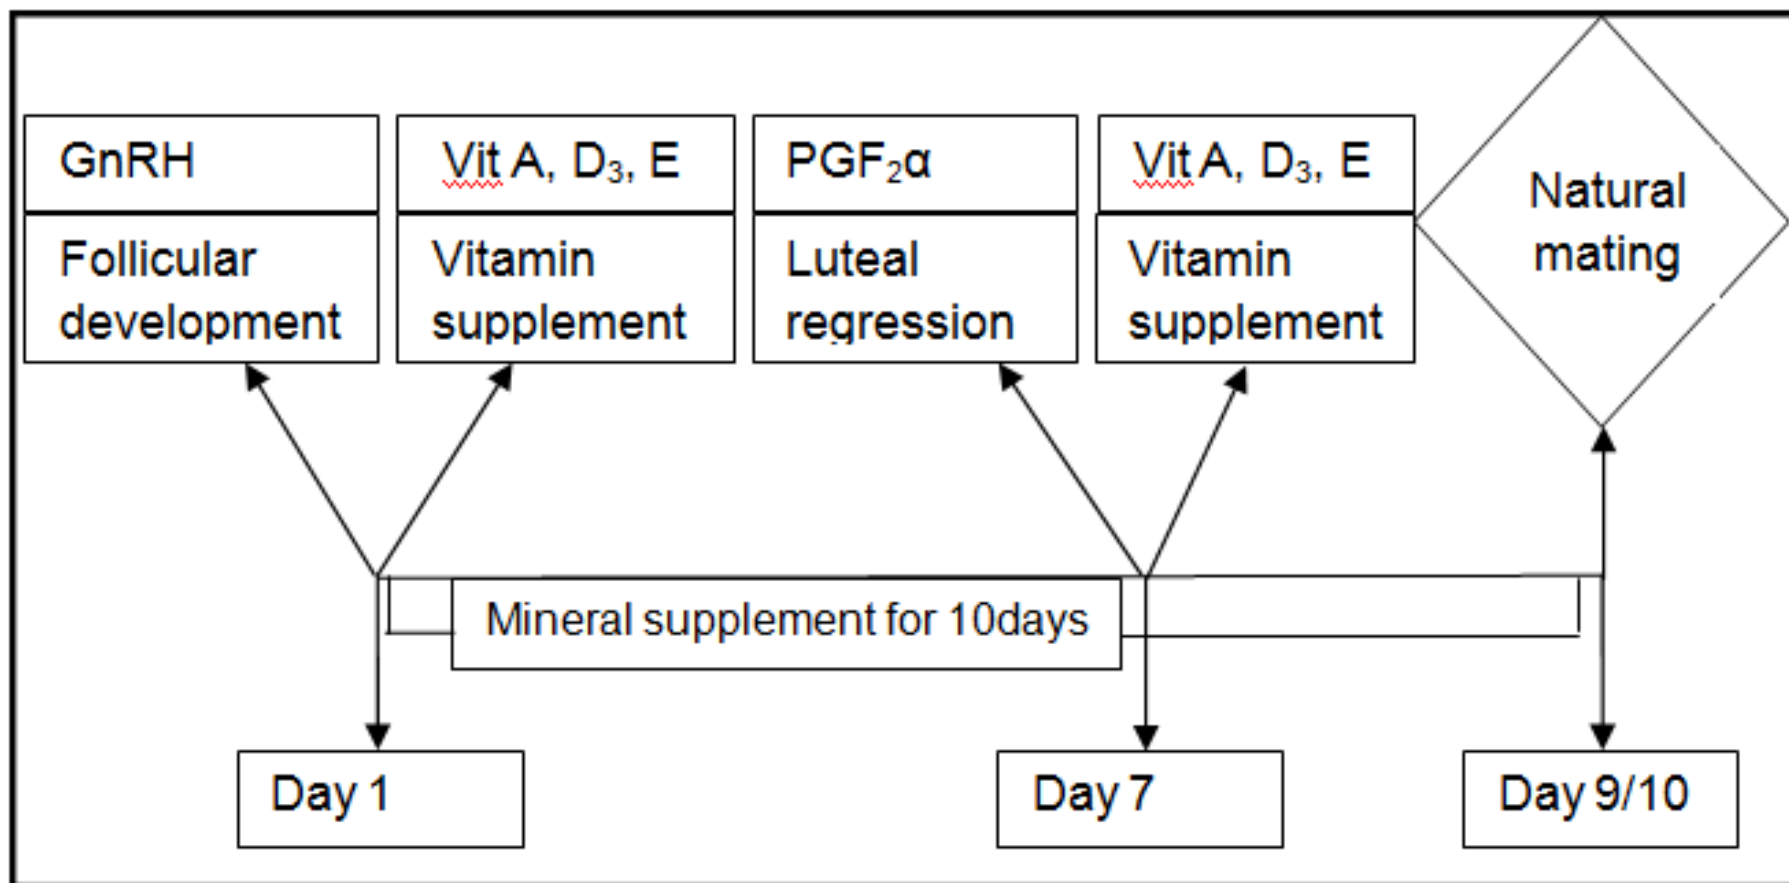 GnRH
Follicular
development
Vit A, D₃, E
Vitamin
supplement
PGF₂α
Luteal
regression
Vit A, D₃, E
Vitamin
supplement
Natural
mating
Mineral supplement for 10days
Day 1
Day 7
Day 9/10